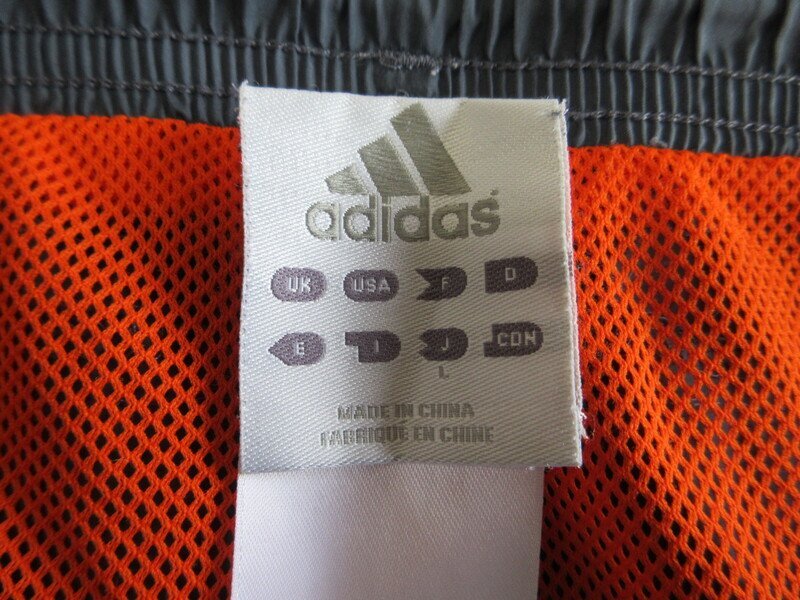 adidas
UK USA F D
E I J CDN
L
MADE IN CHINA
FABRIQUE EN CHINE